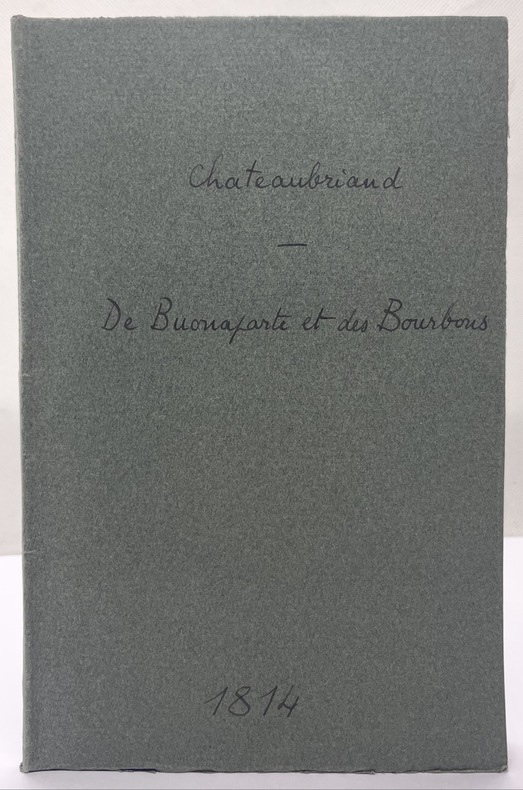 Chateaubriand
—
De Buonaparte et des Bourbons
1814